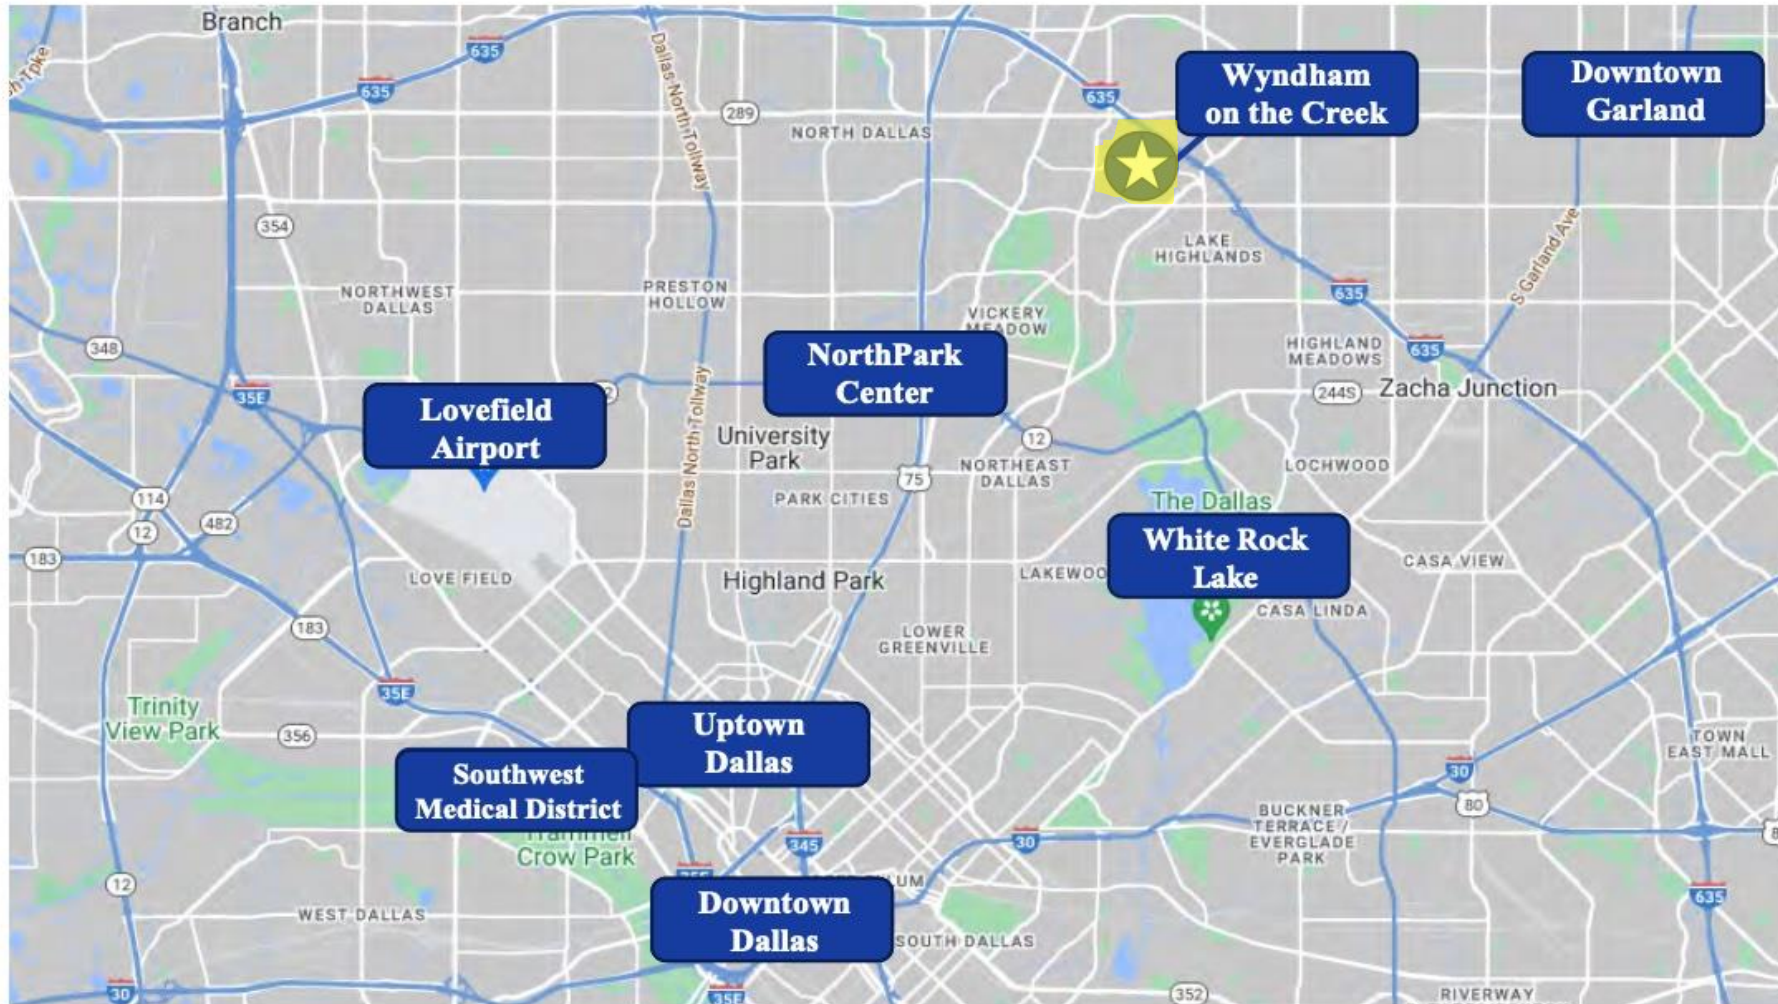 Branch
635
635
635
Wyndham
on the Creek
Downtown
Garland
Dallas North Tollway
289
NORTH DALLAS
354
LAKE
HIGHLANDS
S Garland Ave
NORTHWEST
DALLAS
PRESTON
HOLLOW
635
VICKERY
MEADOW
348
HIGHLAND
MEADOWS
635
NorthPark
Center
35E
Lovefield
Airport
Dallas North Tollway
244S
Zacha Junction
University
Park
12
NORTHEAST
DALLAS
LOCHWOOD
75
PARK CITIES
114
The Dallas
482
12
183
White Rock
Lake
CASA VIEW
LOVE FIELD
Highland Park
CASA LINDA
183
LOWER
GREENVILLE
35E
Trinity
View Park
356
Uptown
Dallas
TOWN
EAST MALL
Southwest
Medical District
30
80
BUCKNER
TERRACE /
EVERGLADE
PARK
Trammell
Crow Park
345
30
12
635
Downtown
Dallas
WEST DALLAS
SOUTH DALLAS
30
35E
352
RIVERWAY